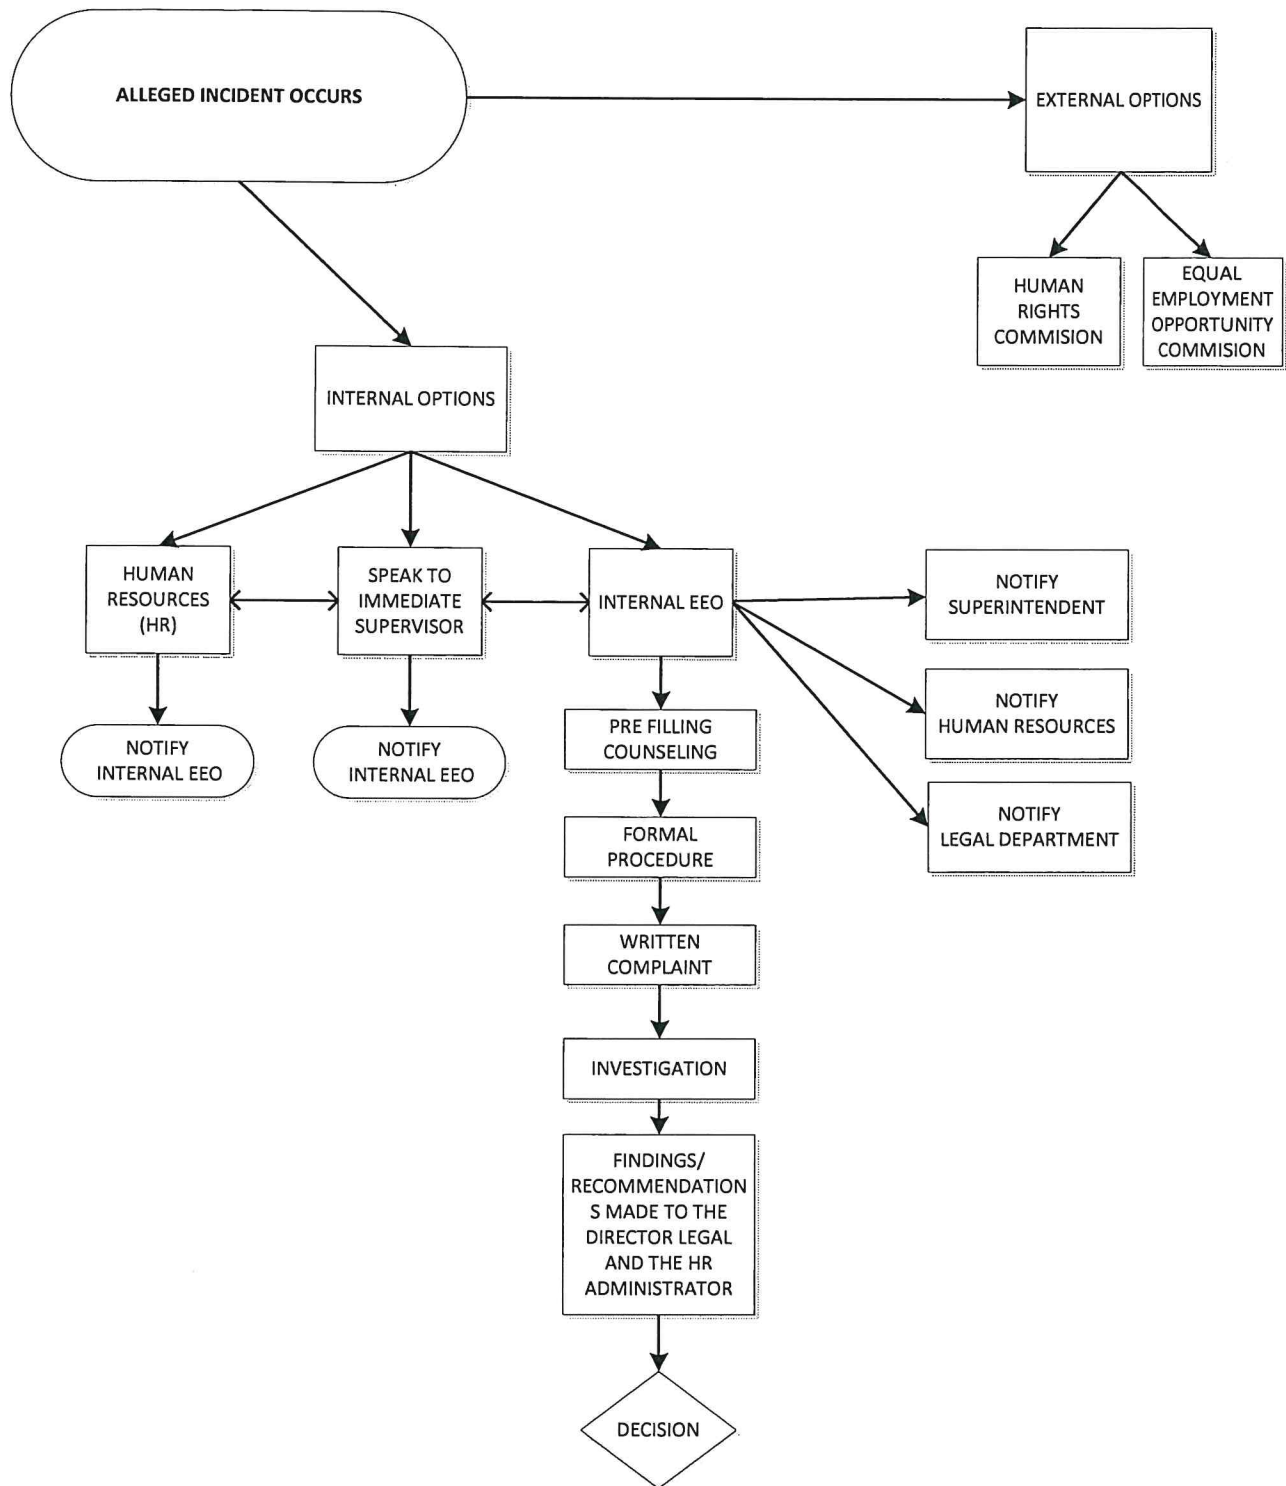 ALLEGED INCIDENT OCCURS
EXTERNAL OPTIONS
HUMAN
RIGHTS
COMMISION
EQUAL
EMPLOYMENT
OPPORTUNITY
COMMISION
INTERNAL OPTIONS
HUMAN
RESOURCES
(HR)
SPEAK TO
IMMEDIATE
SUPERVISOR
INTERNAL EEO
NOTIFY
SUPERINTENDENT
NOTIFY
HUMAN RESOURCES
NOTIFY
LEGAL DEPARTMENT
NOTIFY
INTERNAL EEO
NOTIFY
INTERNAL EEO
PRE FILLING
COUNSELING
FORMAL
PROCEDURE
WRITTEN
COMPLAINT
INVESTIGATION
FINDINGS/
RECOMMENDATION
S MADE TO THE
DIRECTOR LEGAL
AND THE HR
ADMINISTRATOR
DECISION